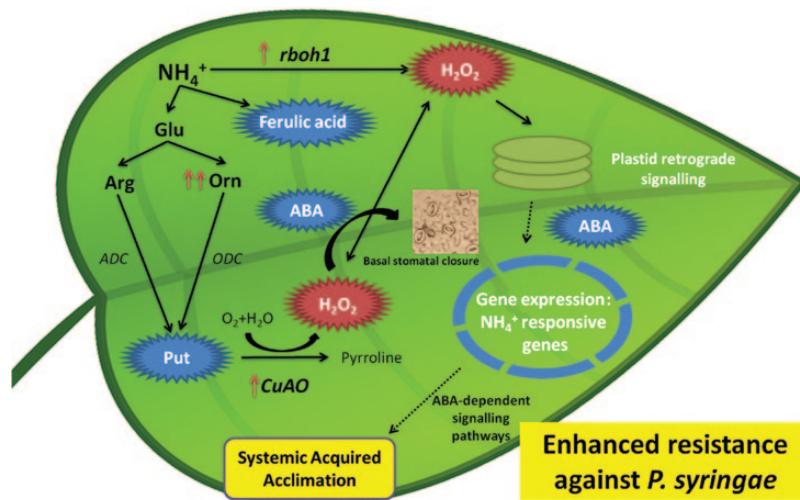 NH₄⁺
↑ rboh1
H₂O₂
Glu
Ferulic acid
Plastid retrograde
signalling
Arg
↑↑ Orn
ABA
ABA
Basal stomatal closure
ADC
ODC
H₂O₂
Gene expression:
NH₄⁺ responsive
genes
O₂+H₂O
Put
Pyrroline
↑CuAO
ABA-dependent
signalling
pathways
Systemic Acquired
Acclimation
Enhanced resistance
against P. syringae